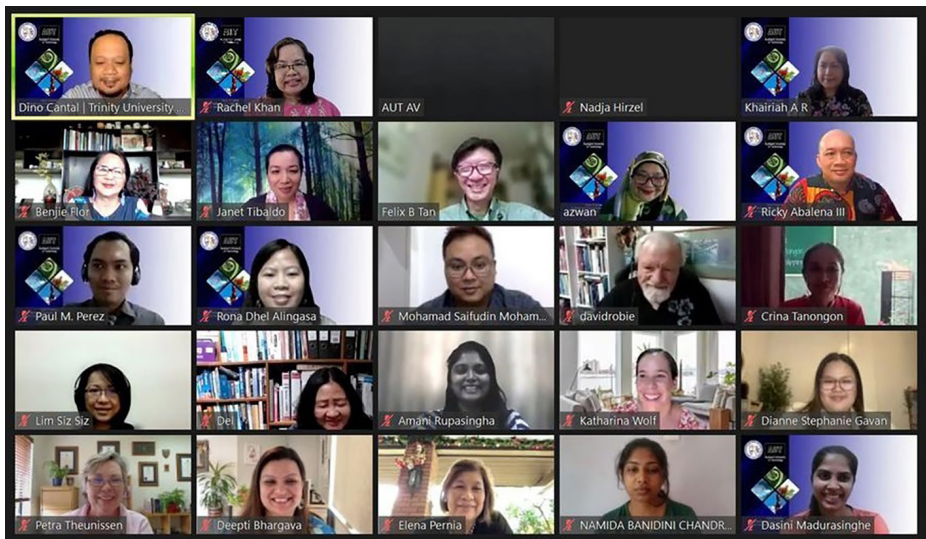 Dino Cantal | Trinity University...
Rachel Khan
AUT AV
Nadja Hirzel
Khairiah A R
Benjie Flor
Janet Tibaldo
Felix B Tan
azwan
Ricky Abalena III
Paul M. Perez
Rona Dhel Alingasa
Mohamad Saifudin Moham...
davidrobie
Crina Tanongon
Lim Siz Siz
Del
Amani Rupasingha
Katharina Wolf
Dianne Stephanie Gavan
Petra Theunissen
Deepti Bhargava
Elena Pernia
NAMIDA BANIDINI CHANDR...
Dasini Madurasinghe